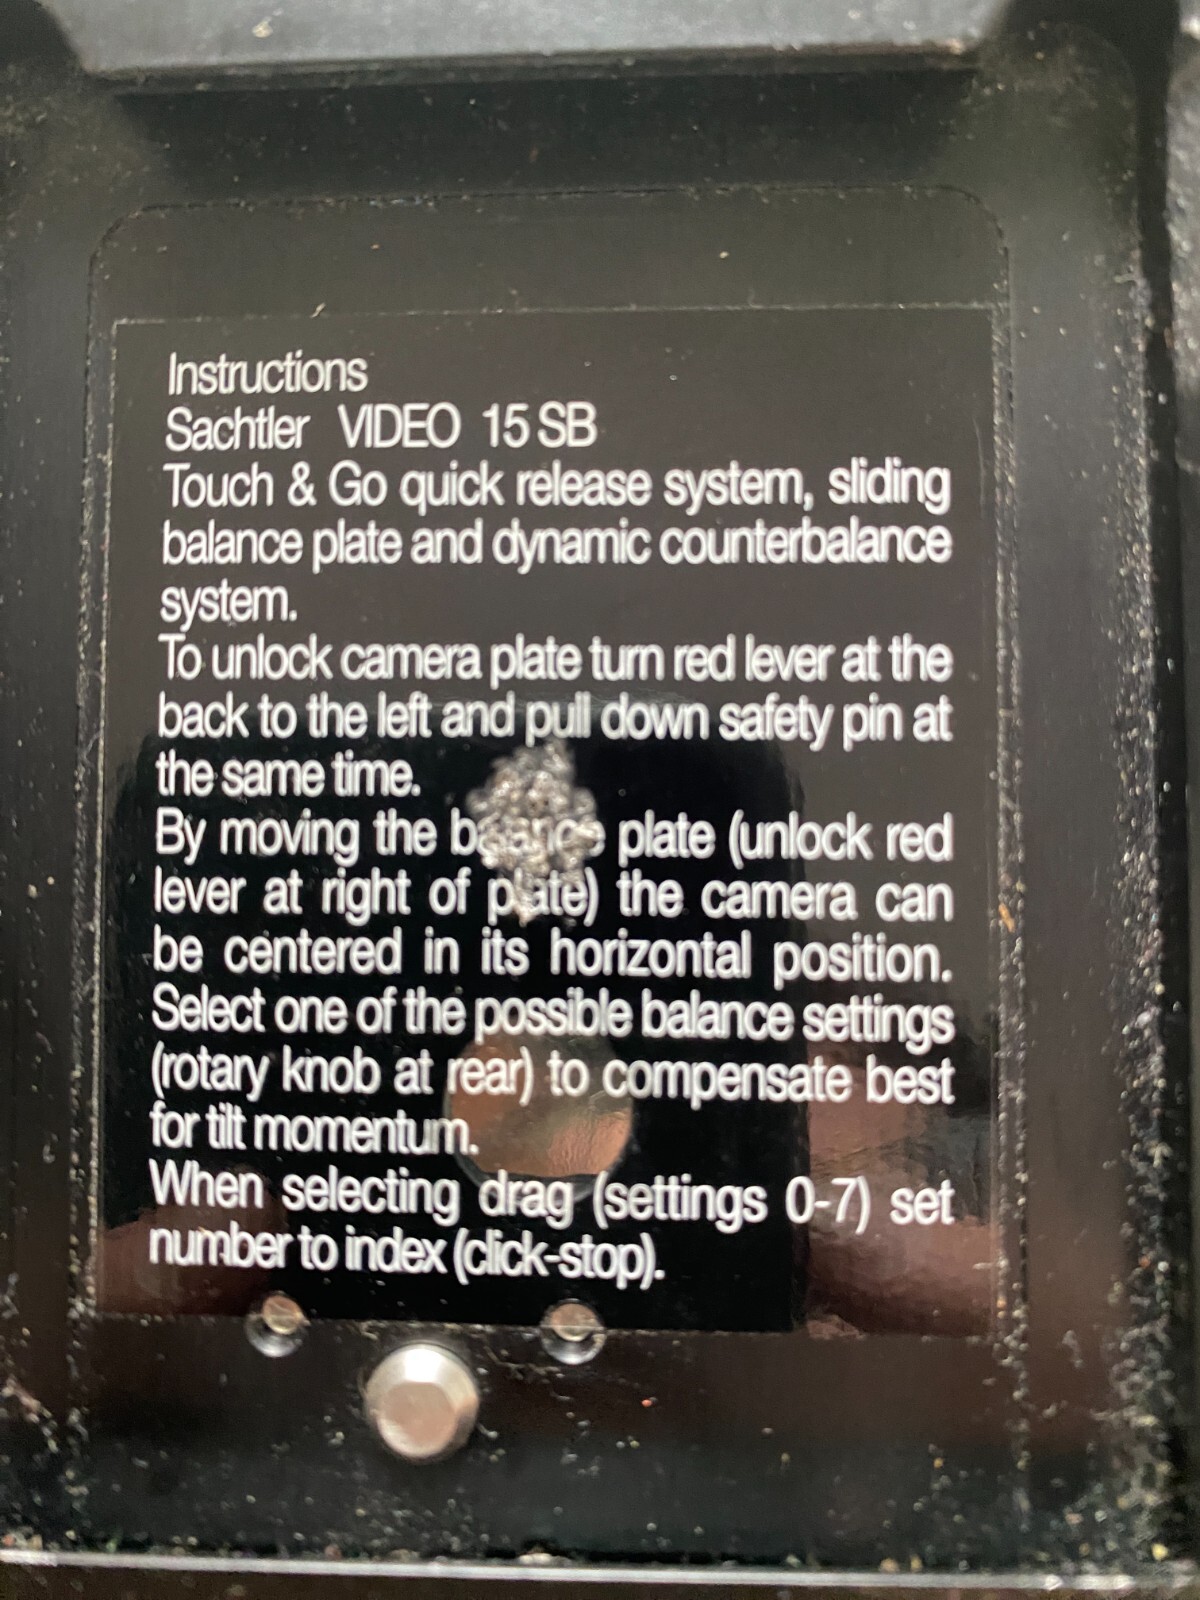 Instructions
Sachtler VIDEO 15 SB
Touch & Go quick release system, sliding
balance plate and dynamic counterbalance
system.
To unlock camera plate turn red lever at the
back to the left and pull down safety pin at
the same time.
By moving the balance plate (unlock red
lever at right of plate) the camera can
be centered in its horizontal position.
Select one of the possible balance settings
(rotary knob at rear) to compensate best
for tilt momentum.
When selecting drag (settings 0-7) set
number to index (click-stop).